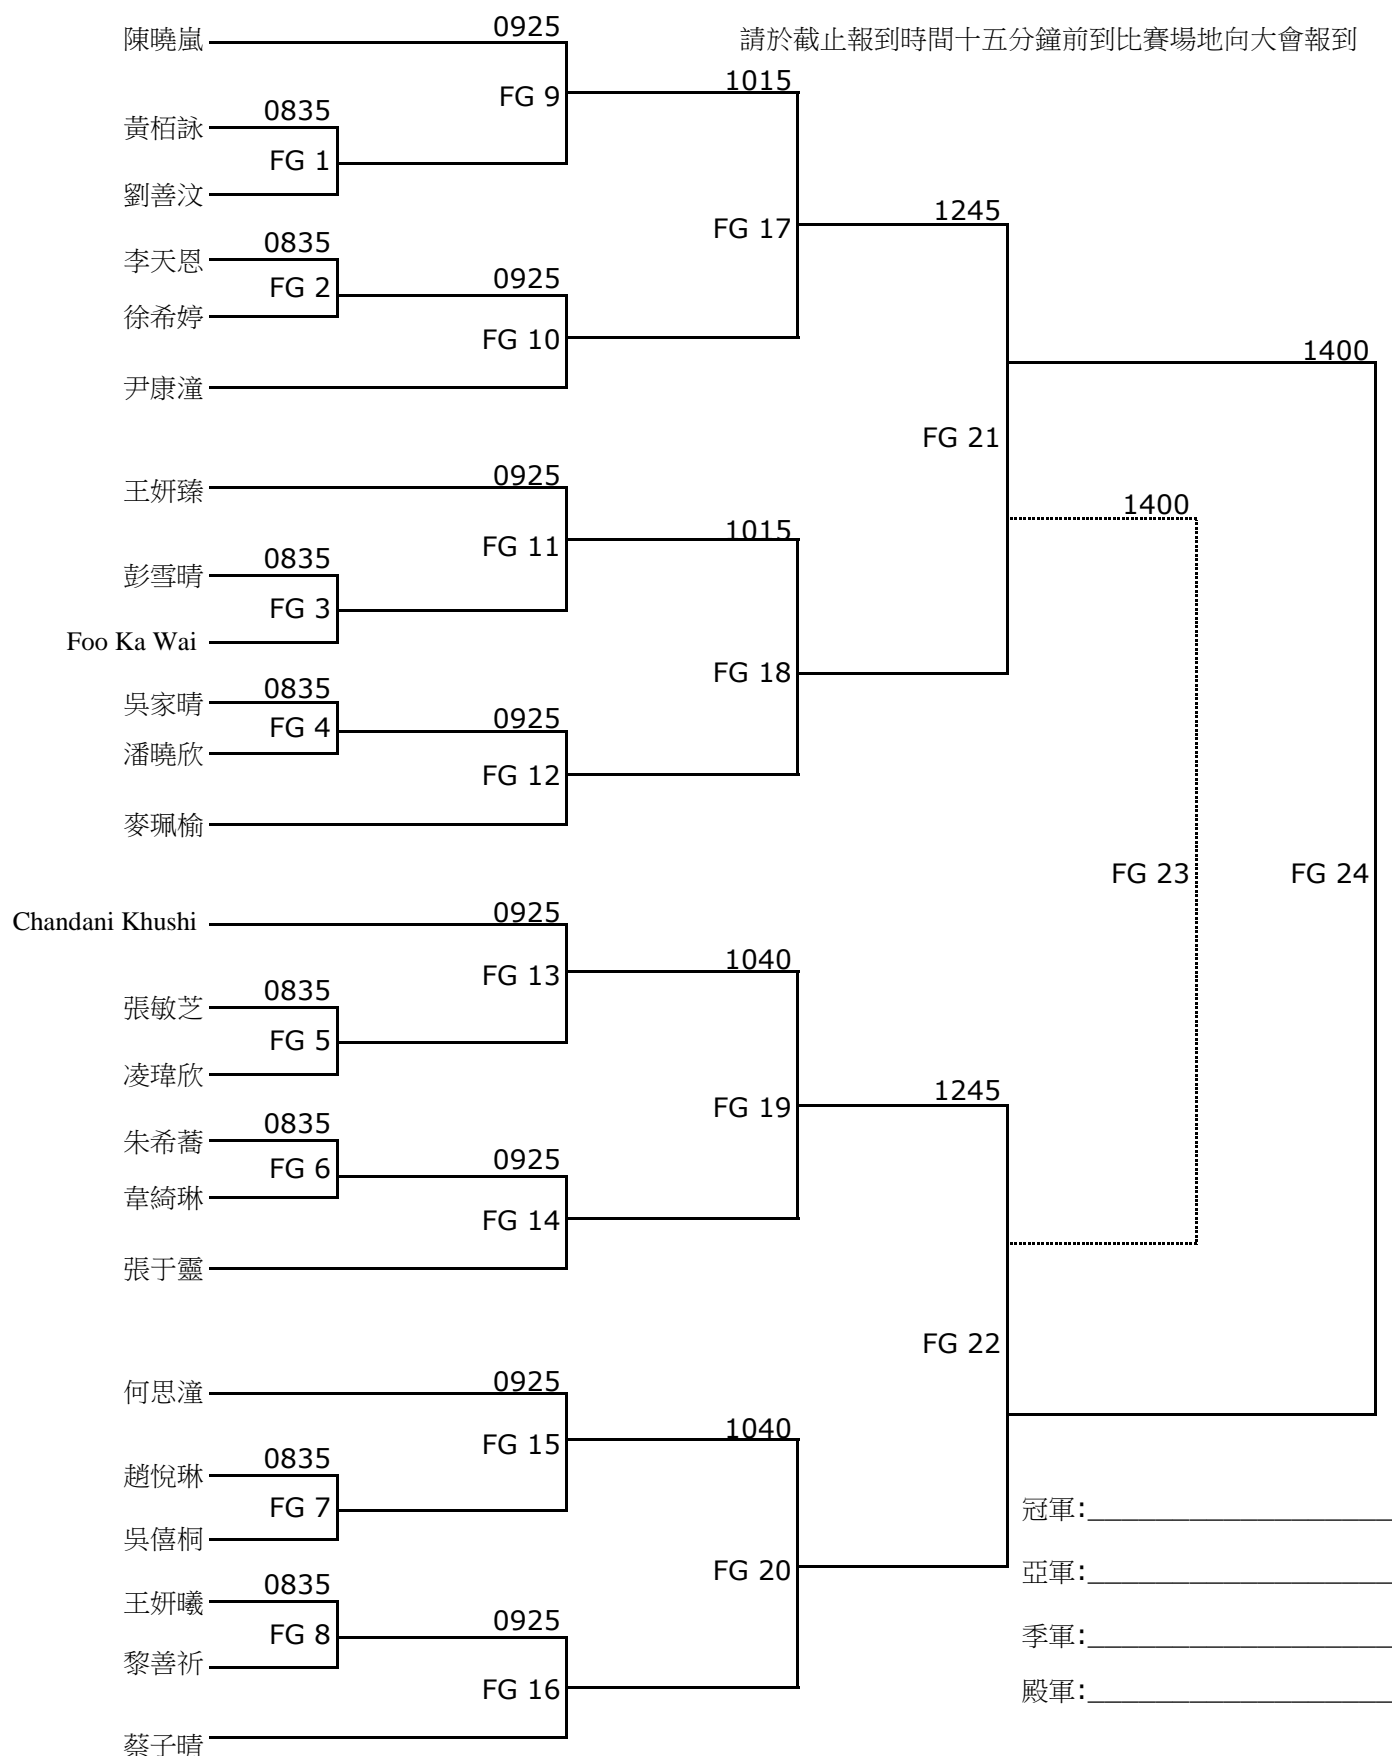 0925
陳曉嵐
請於截止報到時間十五分鐘前到比賽場地向大會報到
1015
FG 9
0835
黃栢詠
FG 1
劉善汶
1245
FG 17
0835
李天恩
0925
FG 2
徐希婷
FG 10
1400
尹康潼
FG 21
0925
王妍臻
1400
1015
FG 11
0835
彭雪晴
FG 3
Foo Ka Wai
FG 18
0835
吳家晴
0925
FG 4
潘曉欣
FG 12
麥珮榆
FG 23
FG 24
0925
Chandani Khushi
1040
FG 13
0835
張敏芝
FG 5
凌瑋欣
1245
FG 19
0835
朱希蕎
0925
FG 6
韋綺琳
FG 14
張于靈
FG 22
0925
何思潼
1040
FG 15
0835
趙悅琳
FG 7
冠軍:
吳僖桐
FG 20
亞軍:
0835
王妍曦
0925
FG 8
季軍:
黎善祈
FG 16
殿軍:
蔡子晴